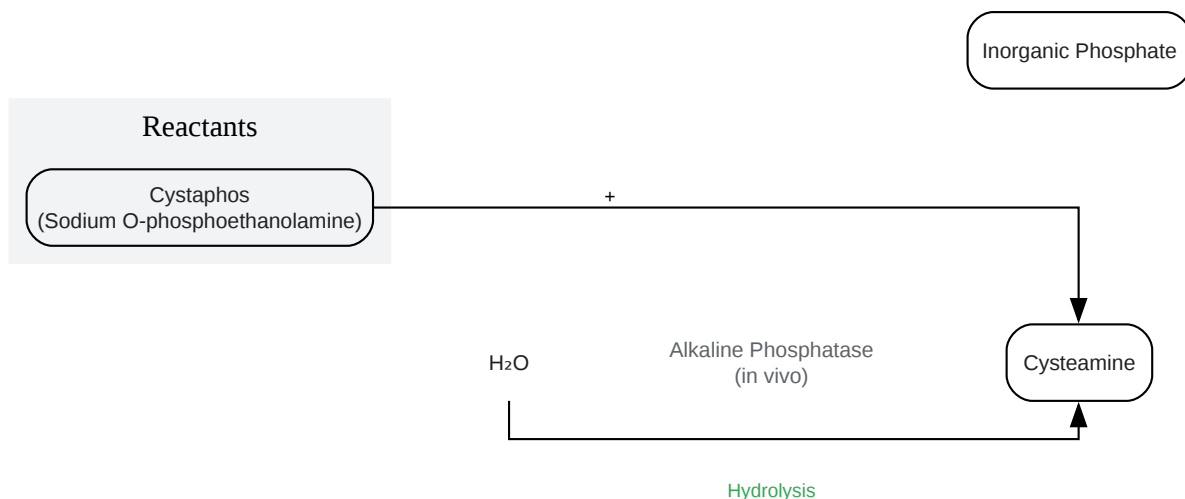 Inorganic Phosphate
Reactants
Cystaphos
(Sodium O-phosphoethanolamine)
+
H₂O
Alkaline Phosphatase
(in vivo)
Cysteamine
Hydrolysis